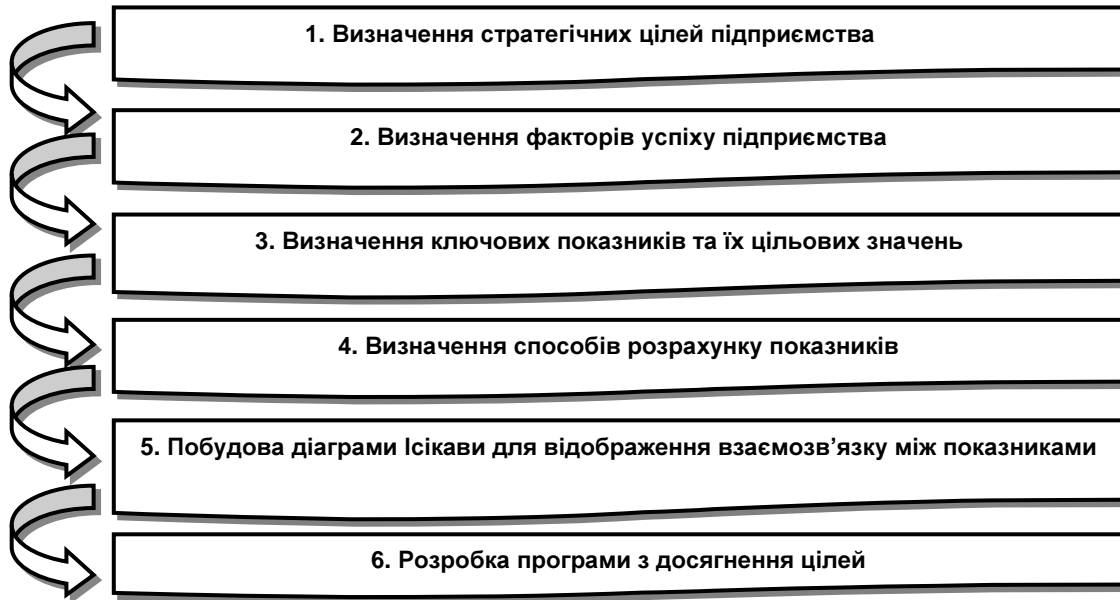 1. Визначення стратегічних цілей підприємства
2. Визначення факторів успіху підприємства
3. Визначення ключових показників та їх цільових значень
4. Визначення способів розрахунку показників
5. Побудова діаграми Ісікави для відображення взаємозв’язку між показниками
6. Розробка програми з досягнення цілей